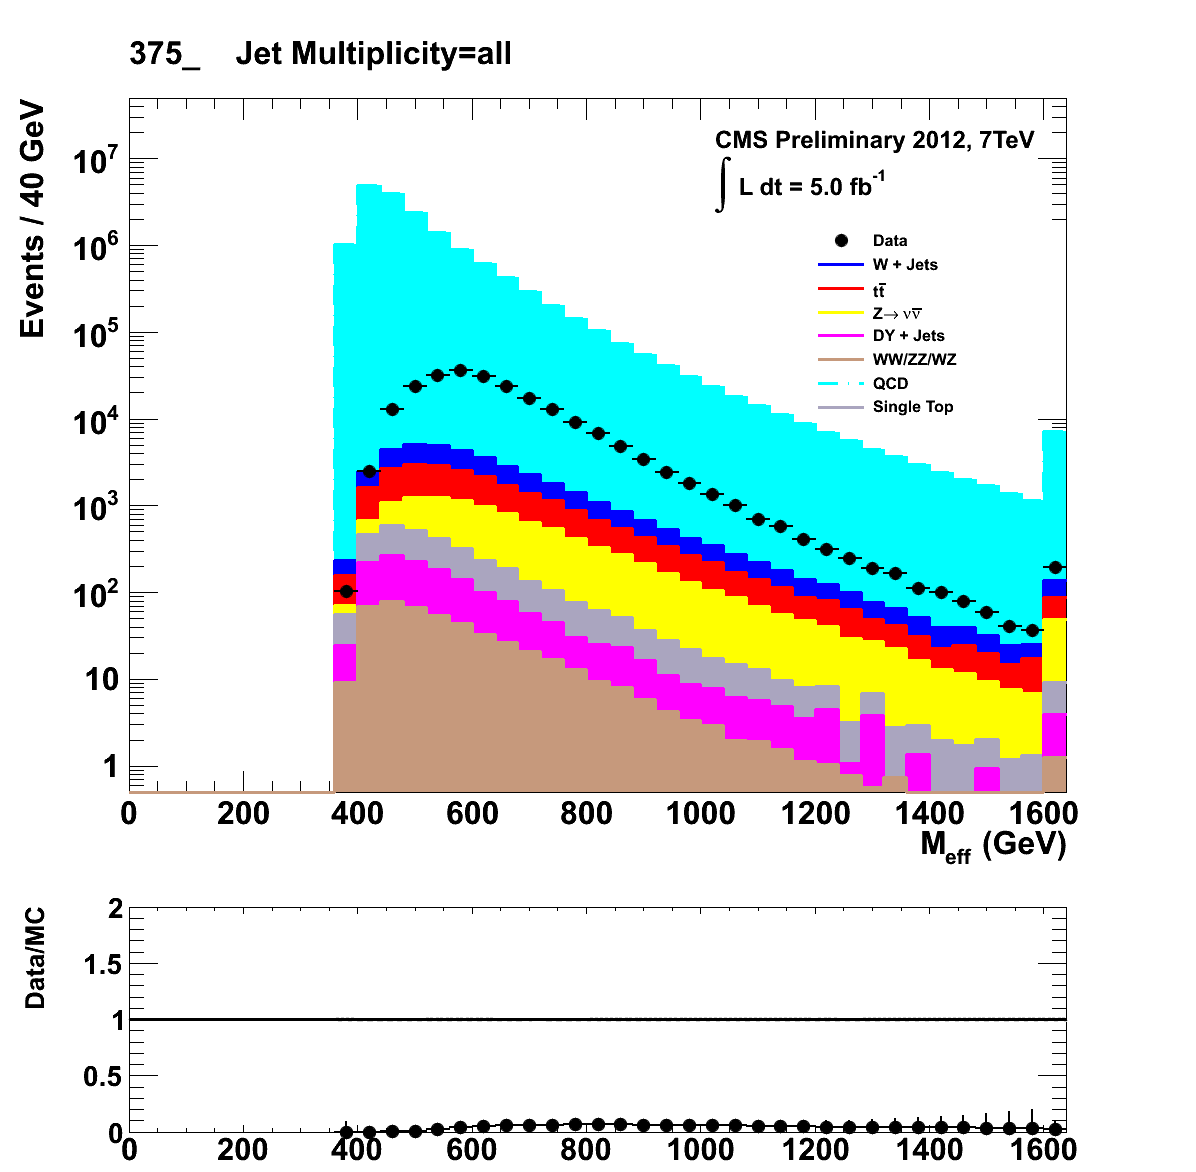 375_ Jet Multiplicity=all
Events / 40 GeV
10⁷
10⁶
10⁵
10⁴
10³
10²
10
1
CMS Preliminary 2012, 7TeV
∫ L dt = 5.0 fb⁻¹
Data
W + Jets
tt̅
Z→ νν̅
DY + Jets
WW/ZZ/WZ
QCD
Single Top
0 200 400 600 800 1000 1200 1400 1600
M_eff (GeV)
Data/MC
2
1.5
1
0.5
0
0 200 400 600 800 1000 1200 1400 1600